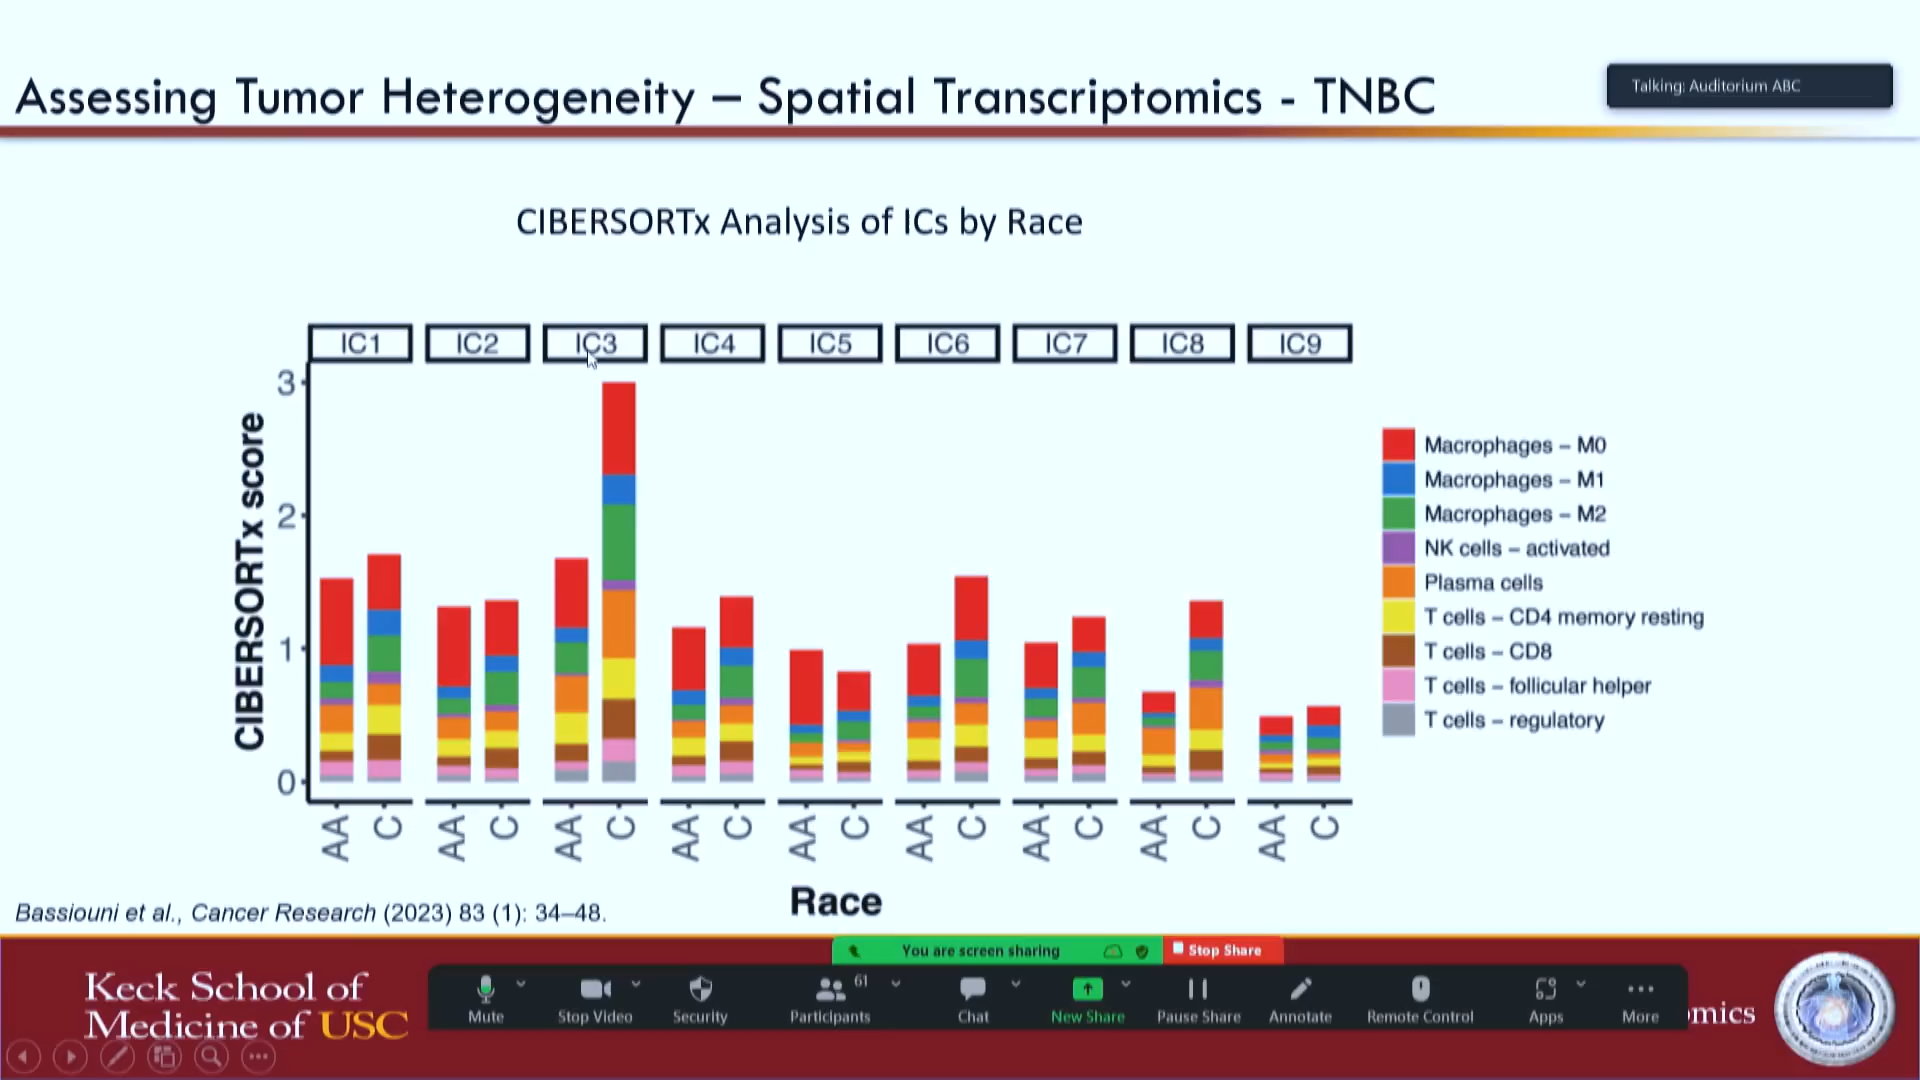 Assessing Tumor Heterogeneity – Spatial Transcriptomics - TNBC
Talking: Auditorium ABC
CIBERSORTx Analysis of ICs by Race
IC1 IC2 IC3 IC4 IC5 IC6 IC7 IC8 IC9
CIBERSORTx score
3
2
1
0
Macrophages – M0
Macrophages – M1
Macrophages – M2
NK cells – activated
Plasma cells
T cells – CD4 memory resting
T cells – CD8
T cells – follicular helper
T cells – regulatory
AA C AA C AA C AA C AA C AA C AA C AA C AA C
Race
Bassiouni et al., Cancer Research (2023) 83 (1): 34–48.
You are screen sharing
Stop Share
Keck School of
Medicine of USC
61
Mute Stop Video Security Participants Chat New Share Pause Share Annotate Remote Control Apps More
omics